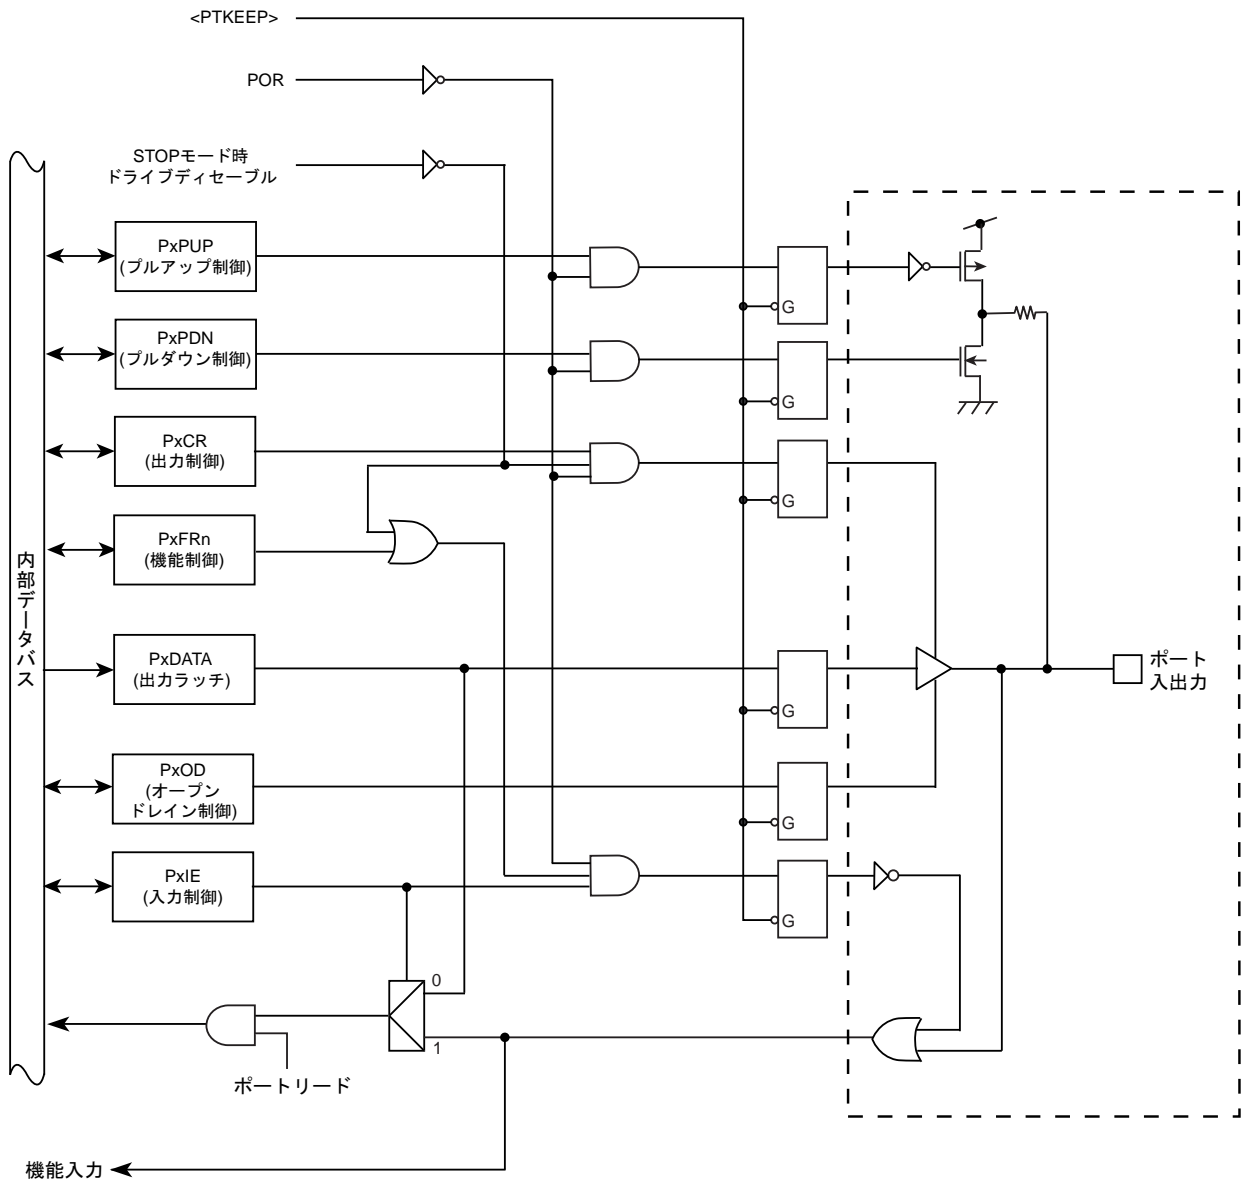 <PTKEEP>
POR
STOPモード時
ドライブディセーブル
PxPUP
(プルアップ制御)
G
PxPDN
(プルダウン制御)
G
PxCR
(出力制御)
G
PxFRn
(機能制御)
内部データバス
PxDATA
(出力ラッチ)
G
ポート
入出力
PxOD
(オープン
ドレイン制御)
G
PxIE
(入力制御)
G
0
1
ポートリード
機能入力